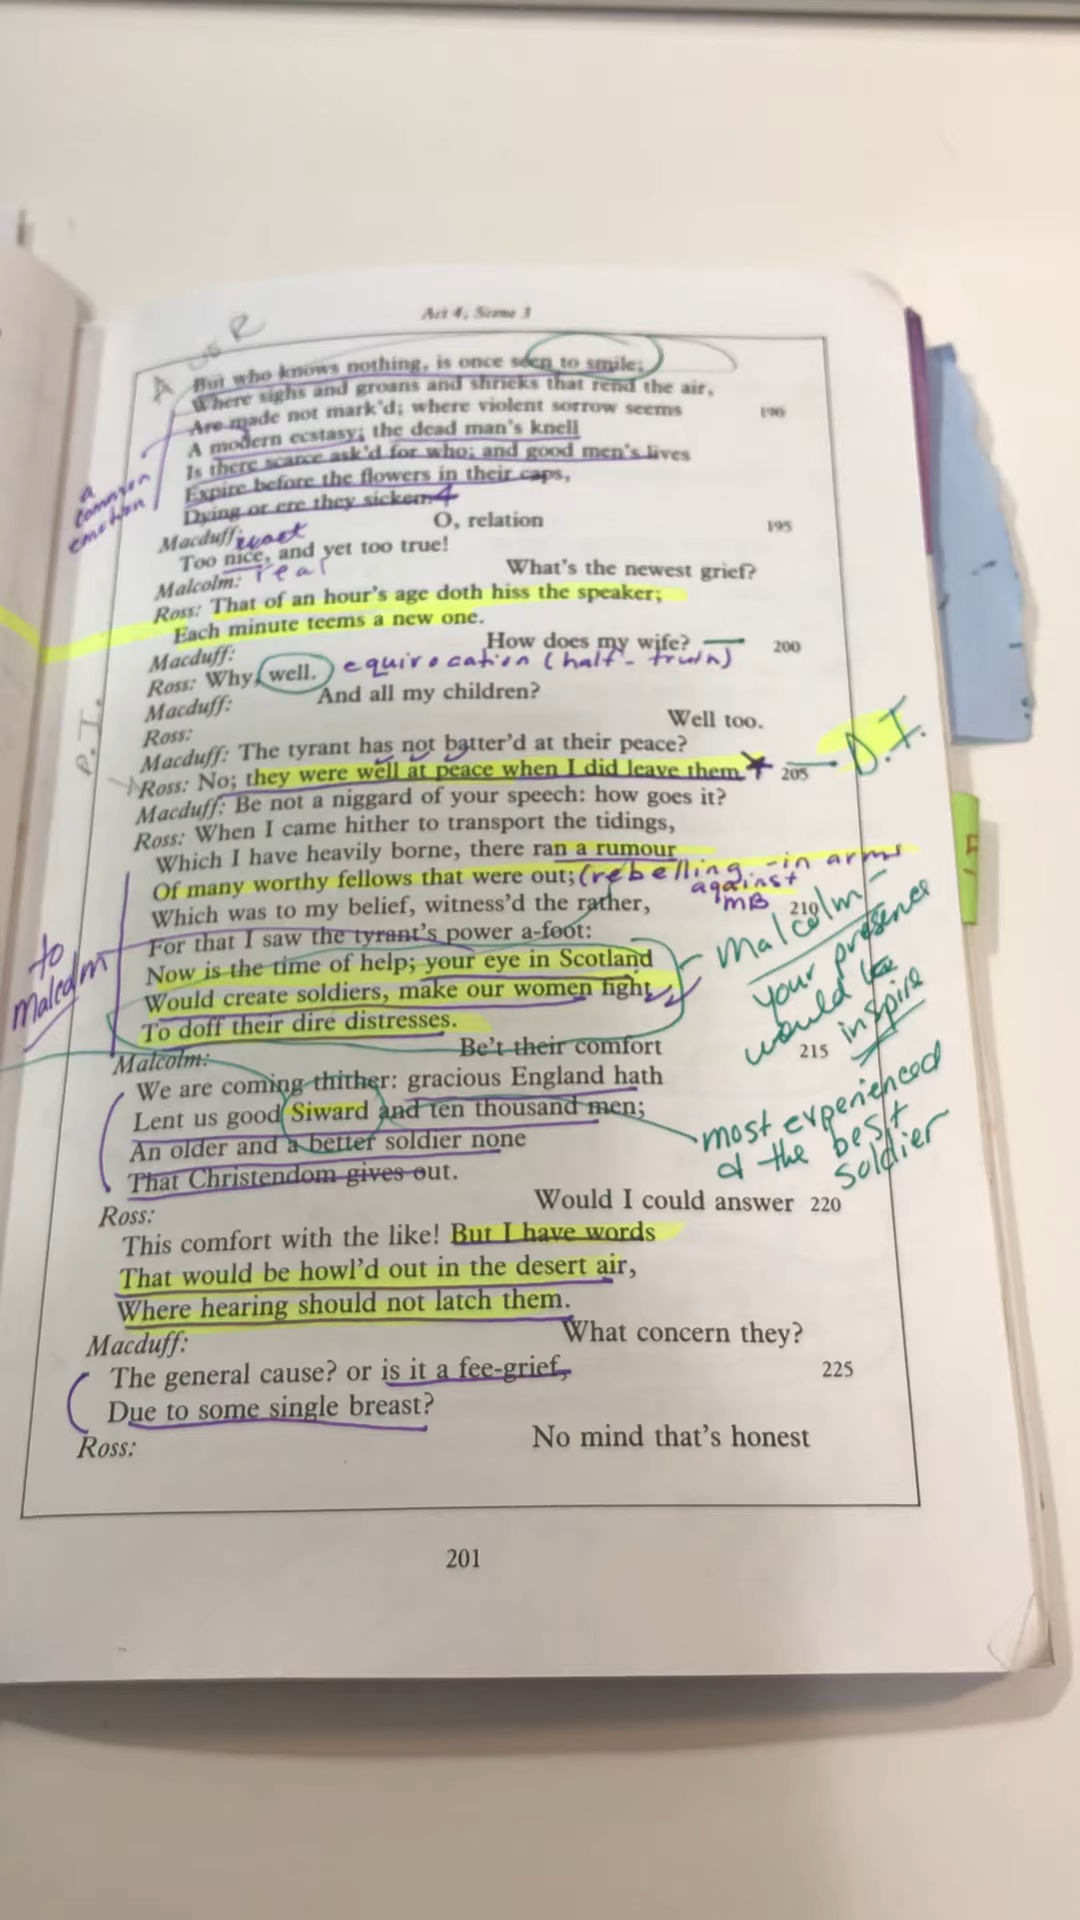 Act 4, Scene 3
But who knows nothing, is once seen to smile;
Where sighs and groans and shrieks that rend the air,
Are made not mark'd; where violent sorrow seems
190
A modern ecstasy; the dead man's knell
Is there scarce ask'd for who; and good men's lives
Expire before the flowers in their caps,
Dying or ere they sicken.
a common emotion
Macduff:
O, relation
195
Too nice, and yet too true!
real
Malcolm:
What's the newest grief?
Ross: That of an hour's age doth hiss the speaker;
Each minute teems a new one.
Macduff:
How does my wife?
200
Ross: Why, well.
equivocation (half-truth)
Macduff:
And all my children?
Ross:
Well too.
Macduff: The tyrant has not batter'd at their peace?
Ross: No; they were well at peace when I did leave them
205
D.I.
Macduff: Be not a niggard of your speech: how goes it?
Ross: When I came hither to transport the tidings,
Which I have heavily borne, there ran a rumour
Of many worthy fellows that were out;
(rebelling - in arms
against
MB
Which was to my belief, witness'd the rather,
210
For that I saw the tyrant's power a-foot:
Now is the time of help; your eye in Scotland
Would create soldiers, make our women fight,
To doff their dire distresses.
to
Malcolm
Malcolm -
your presence
would be
inspire
Malcolm:
Be't their comfort
215
We are coming thither: gracious England hath
Lent us good Siward and ten thousand men;
An older and a better soldier none
That Christendom gives out.
most experienced
& the best
soldier
Ross:
Would I could answer
220
This comfort with the like! But I have words
That would be howl'd out in the desert air,
Where hearing should not latch them.
Macduff:
What concern they?
The general cause? or is it a fee-grief,
225
Due to some single breast?
Ross:
No mind that's honest
201